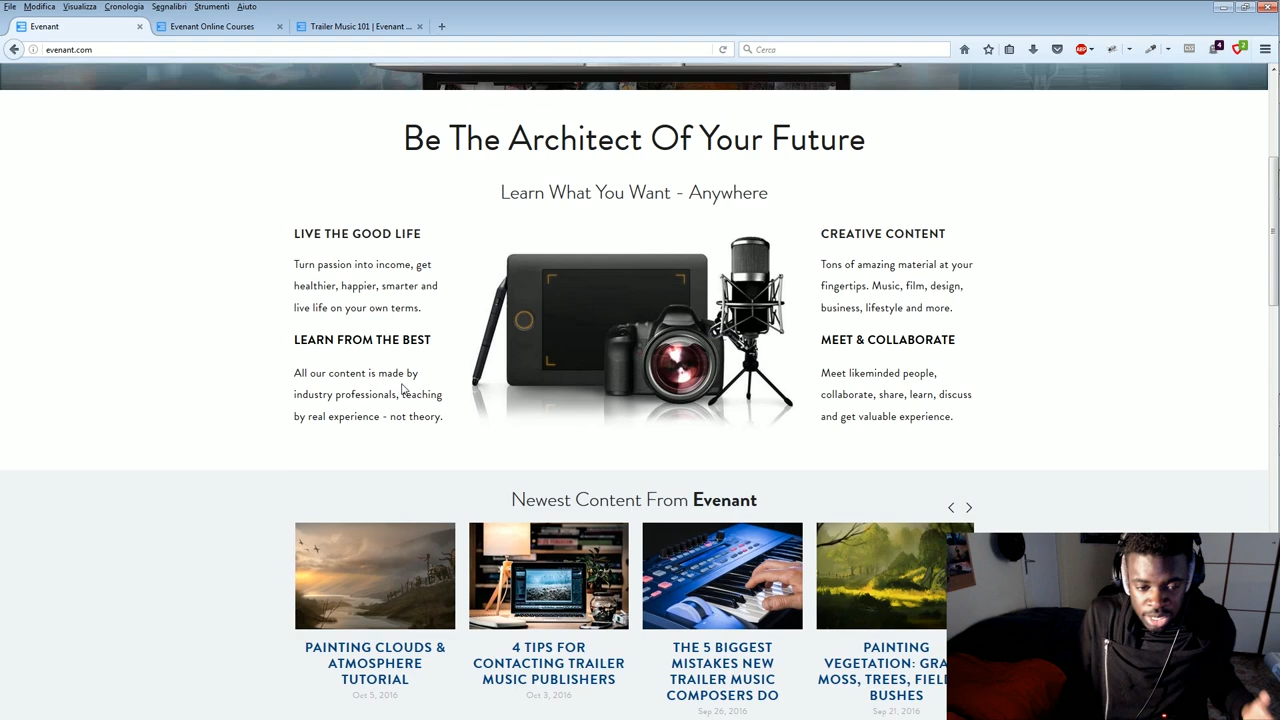 File Modifica Visualizza Cronologia Segnalibri Strumenti Aiuto
Evenant
Evenant Online Courses
Trailer Music 101 | Evenant ...
evenant.com
Cerca
ABP
CSS
4
2
Be The Architect Of Your Future
Learn What You Want - Anywhere
LIVE THE GOOD LIFE
Turn passion into income, get
healthier, happier, smarter and
live life on your own terms.
LEARN FROM THE BEST
All our content is made by
industry professionals, teaching
by real experience - not theory.
CREATIVE CONTENT
Tons of amazing material at your
fingertips. Music, film, design,
business, lifestyle and more.
MEET & COLLABORATE
Meet likeminded people,
collaborate, share, learn, discuss
and get valuable experience.
Newest Content From Evenant
PAINTING CLOUDS &
ATMOSPHERE
TUTORIAL
Oct 5, 2016
4 TIPS FOR
CONTACTING TRAILER
MUSIC PUBLISHERS
Oct 3, 2016
THE 5 BIGGEST
MISTAKES NEW
TRAILER MUSIC
COMPOSERS DO
Sep 26, 2016
PAINTING
VEGETATION: GRA
MOSS, TREES, FIEL
BUSHES
Sep 21, 2016